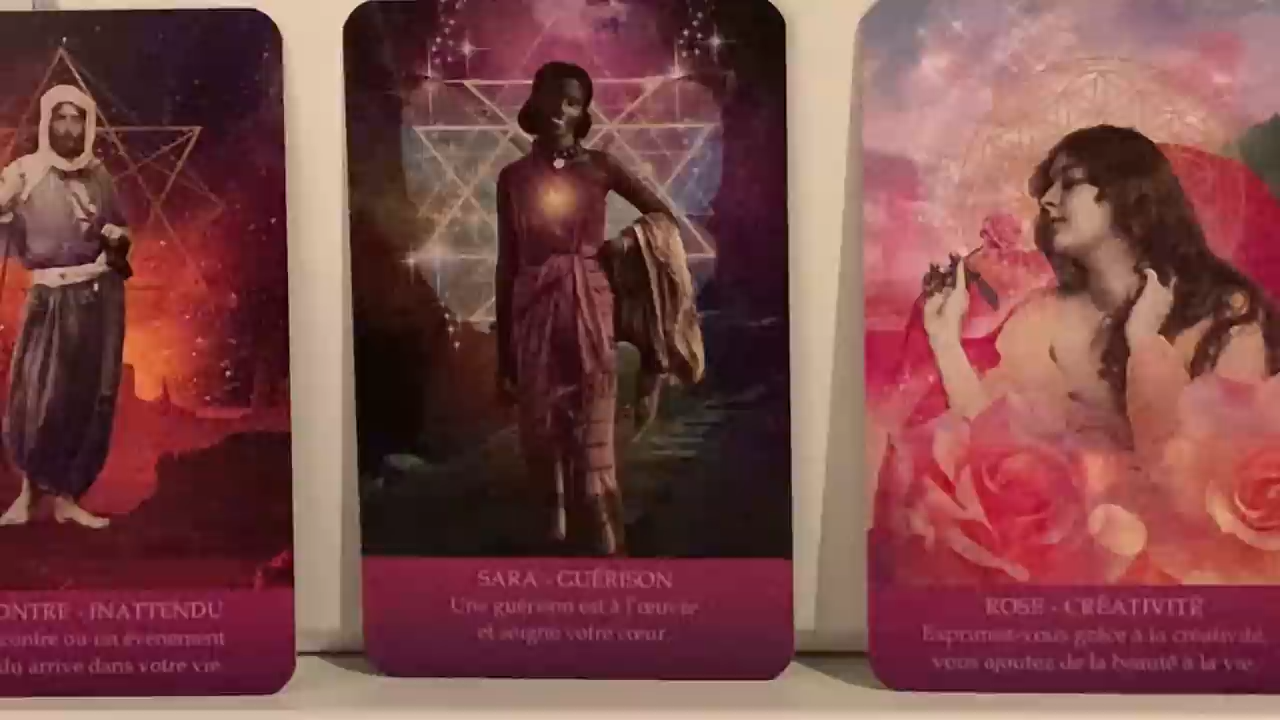 ONTRE - INATTENDU
contre ou un événement
du arrive dans votre vie
SARA - GUÉRISON
Une guérison est à l'œuvre
et soigne votre cœur.
ROSE - CRÉATIVITÉ
Exprimez-vous grâce à la créativité,
vous ajoutez de la beauté à la vie.